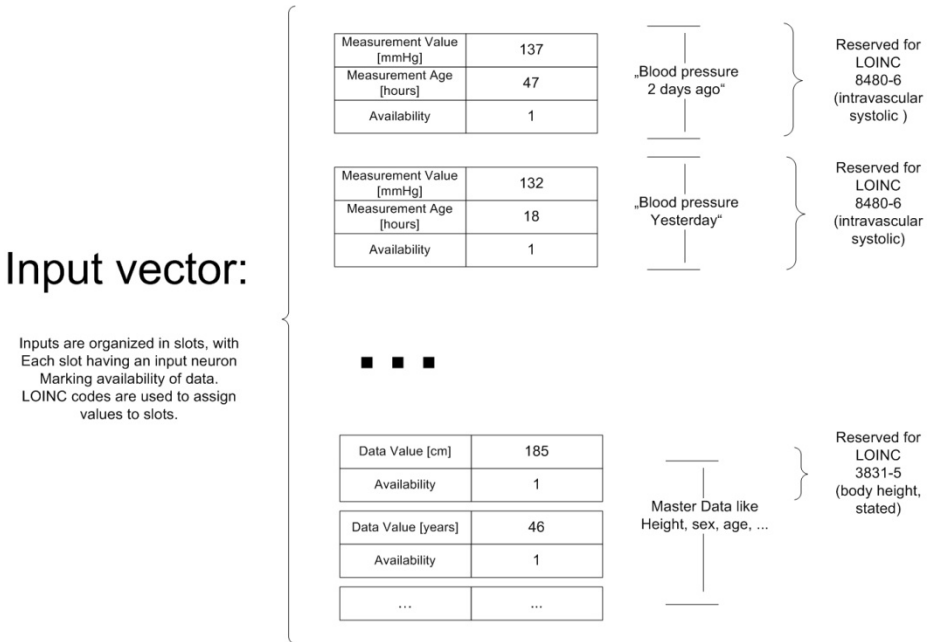 Input vector:
Inputs are organized in slots, with
Each slot having an input neuron
Marking availability of data.
LOINC codes are used to assign
values to slots.
Measurement Value
[mmHg]
137
Measurement Age
[hours]
47
Availability
1
„Blood pressure
2 days ago“
Reserved for
LOINC
8480-6
(intravascular
systolic )
Measurement Value
[mmHg]
132
Measurement Age
[hours]
18
Availability
1
„Blood pressure
Yesterday“
Reserved for
LOINC
8480-6
(intravascular
systolic)
Data Value [cm]
185
Availability
1
Data Value [years]
46
Availability
1
...
...
Master Data like
Height, sex, age, ...
Reserved for
LOINC
3831-5
(body height,
stated)